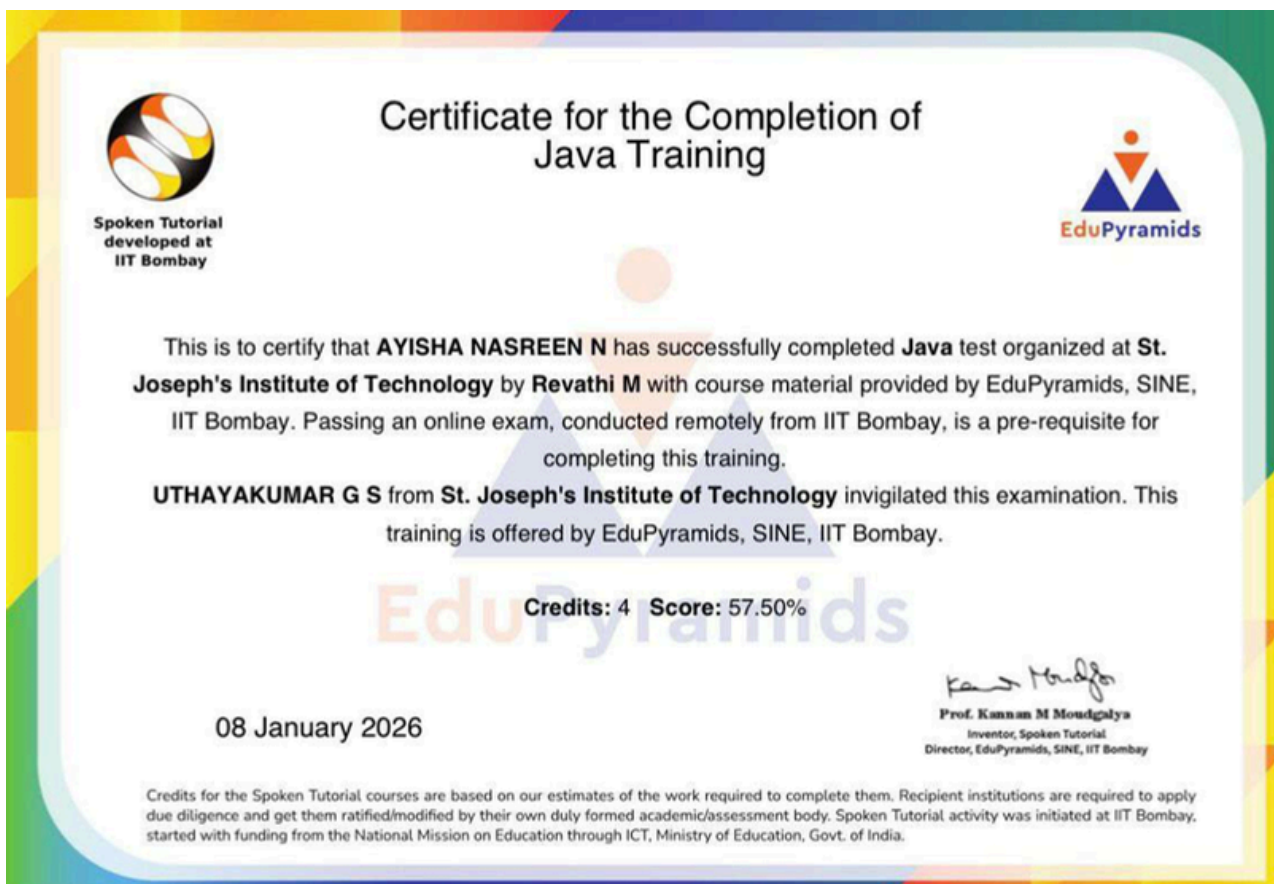 Certificate for the Completion of
Java Training
Spoken Tutorial
developed at
IIT Bombay
EduPyramids
This is to certify that AYISHA NASREEN N has successfully completed Java test organized at St.
Joseph's Institute of Technology by Revathi M with course material provided by EduPyramids, SINE,
IIT Bombay. Passing an online exam, conducted remotely from IIT Bombay, is a pre-requisite for
completing this training.
UTHAYAKUMAR G S from St. Joseph's Institute of Technology invigilated this examination. This
training is offered by EduPyramids, SINE, IIT Bombay.
EduPyramids
Credits: 4 Score: 57.50%
08 January 2026
Prof. Kannan M Moudgalya
Inventor, Spoken Tutorial
Director, EduPyramids, SINE, IIT Bombay
Credits for the Spoken Tutorial courses are based on our estimates of the work required to complete them. Recipient institutions are required to apply
due diligence and get them ratified/modified by their own duly formed academic/assessment body. Spoken Tutorial activity was initiated at IIT Bombay,
started with funding from the National Mission on Education through ICT, Ministry of Education, Govt. of India.